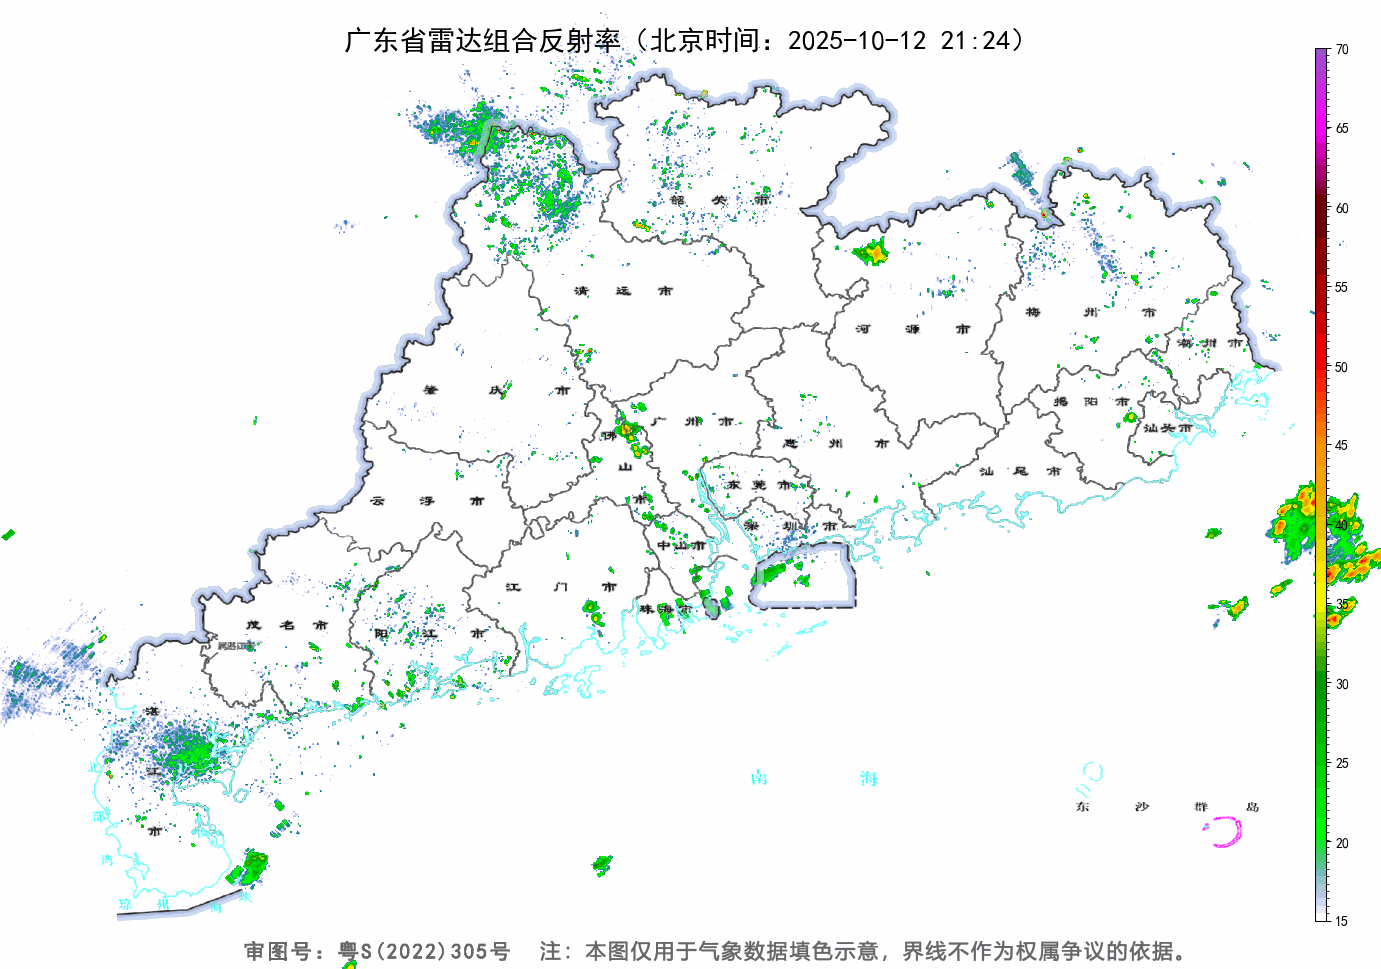 广东省雷达组合反射率（北京时间：2025-10-12 21:24）
70
65
60
55
50
45
40
35
30
25
20
15
韶关市
清远市
河源市
梅州市
潮州市
肇庆市
广州市
惠州市
揭阳市
汕头市
佛山市
东莞市
汕尾市
云浮市
深圳市
中山市
江门市
珠海市
茂名市
阳江市
湛江市
北部湾
琼州海峡
南海
东沙群岛
审图号：粤S(2022)305号 注：本图仅用于气象数据填色示意，界线不作为权属争议的依据。